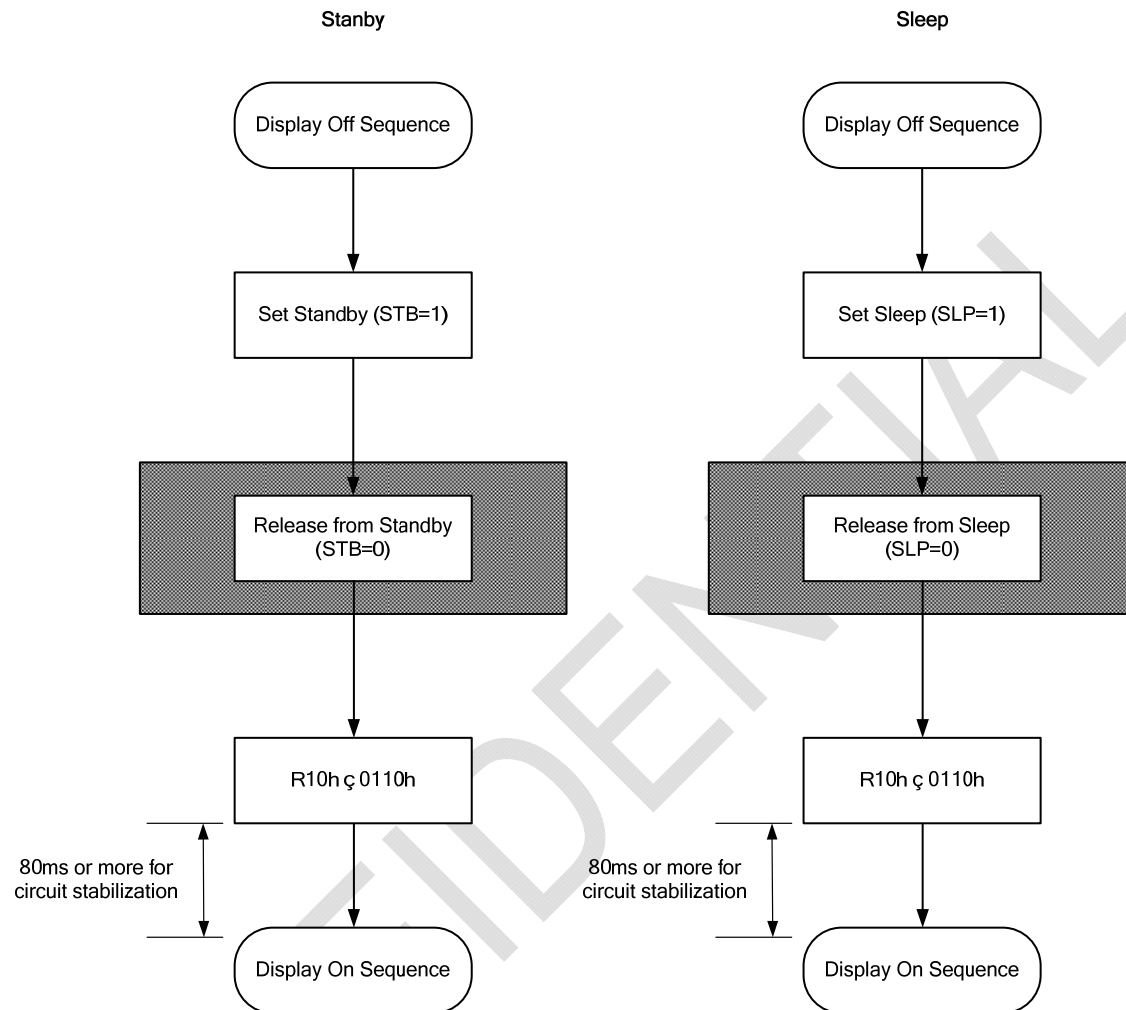 Stanby
Display Off Sequence
Set Standby (STB=1)
Release from Standby
(STB=0)
R10h ç 0110h
80ms or more for
circuit stabilization
Display On Sequence
Sleep
Display Off Sequence
Set Sleep (SLP=1)
Release from Sleep
(SLP=0)
R10h ç 0110h
80ms or more for
circuit stabilization
Display On Sequence
FIDENTIAL